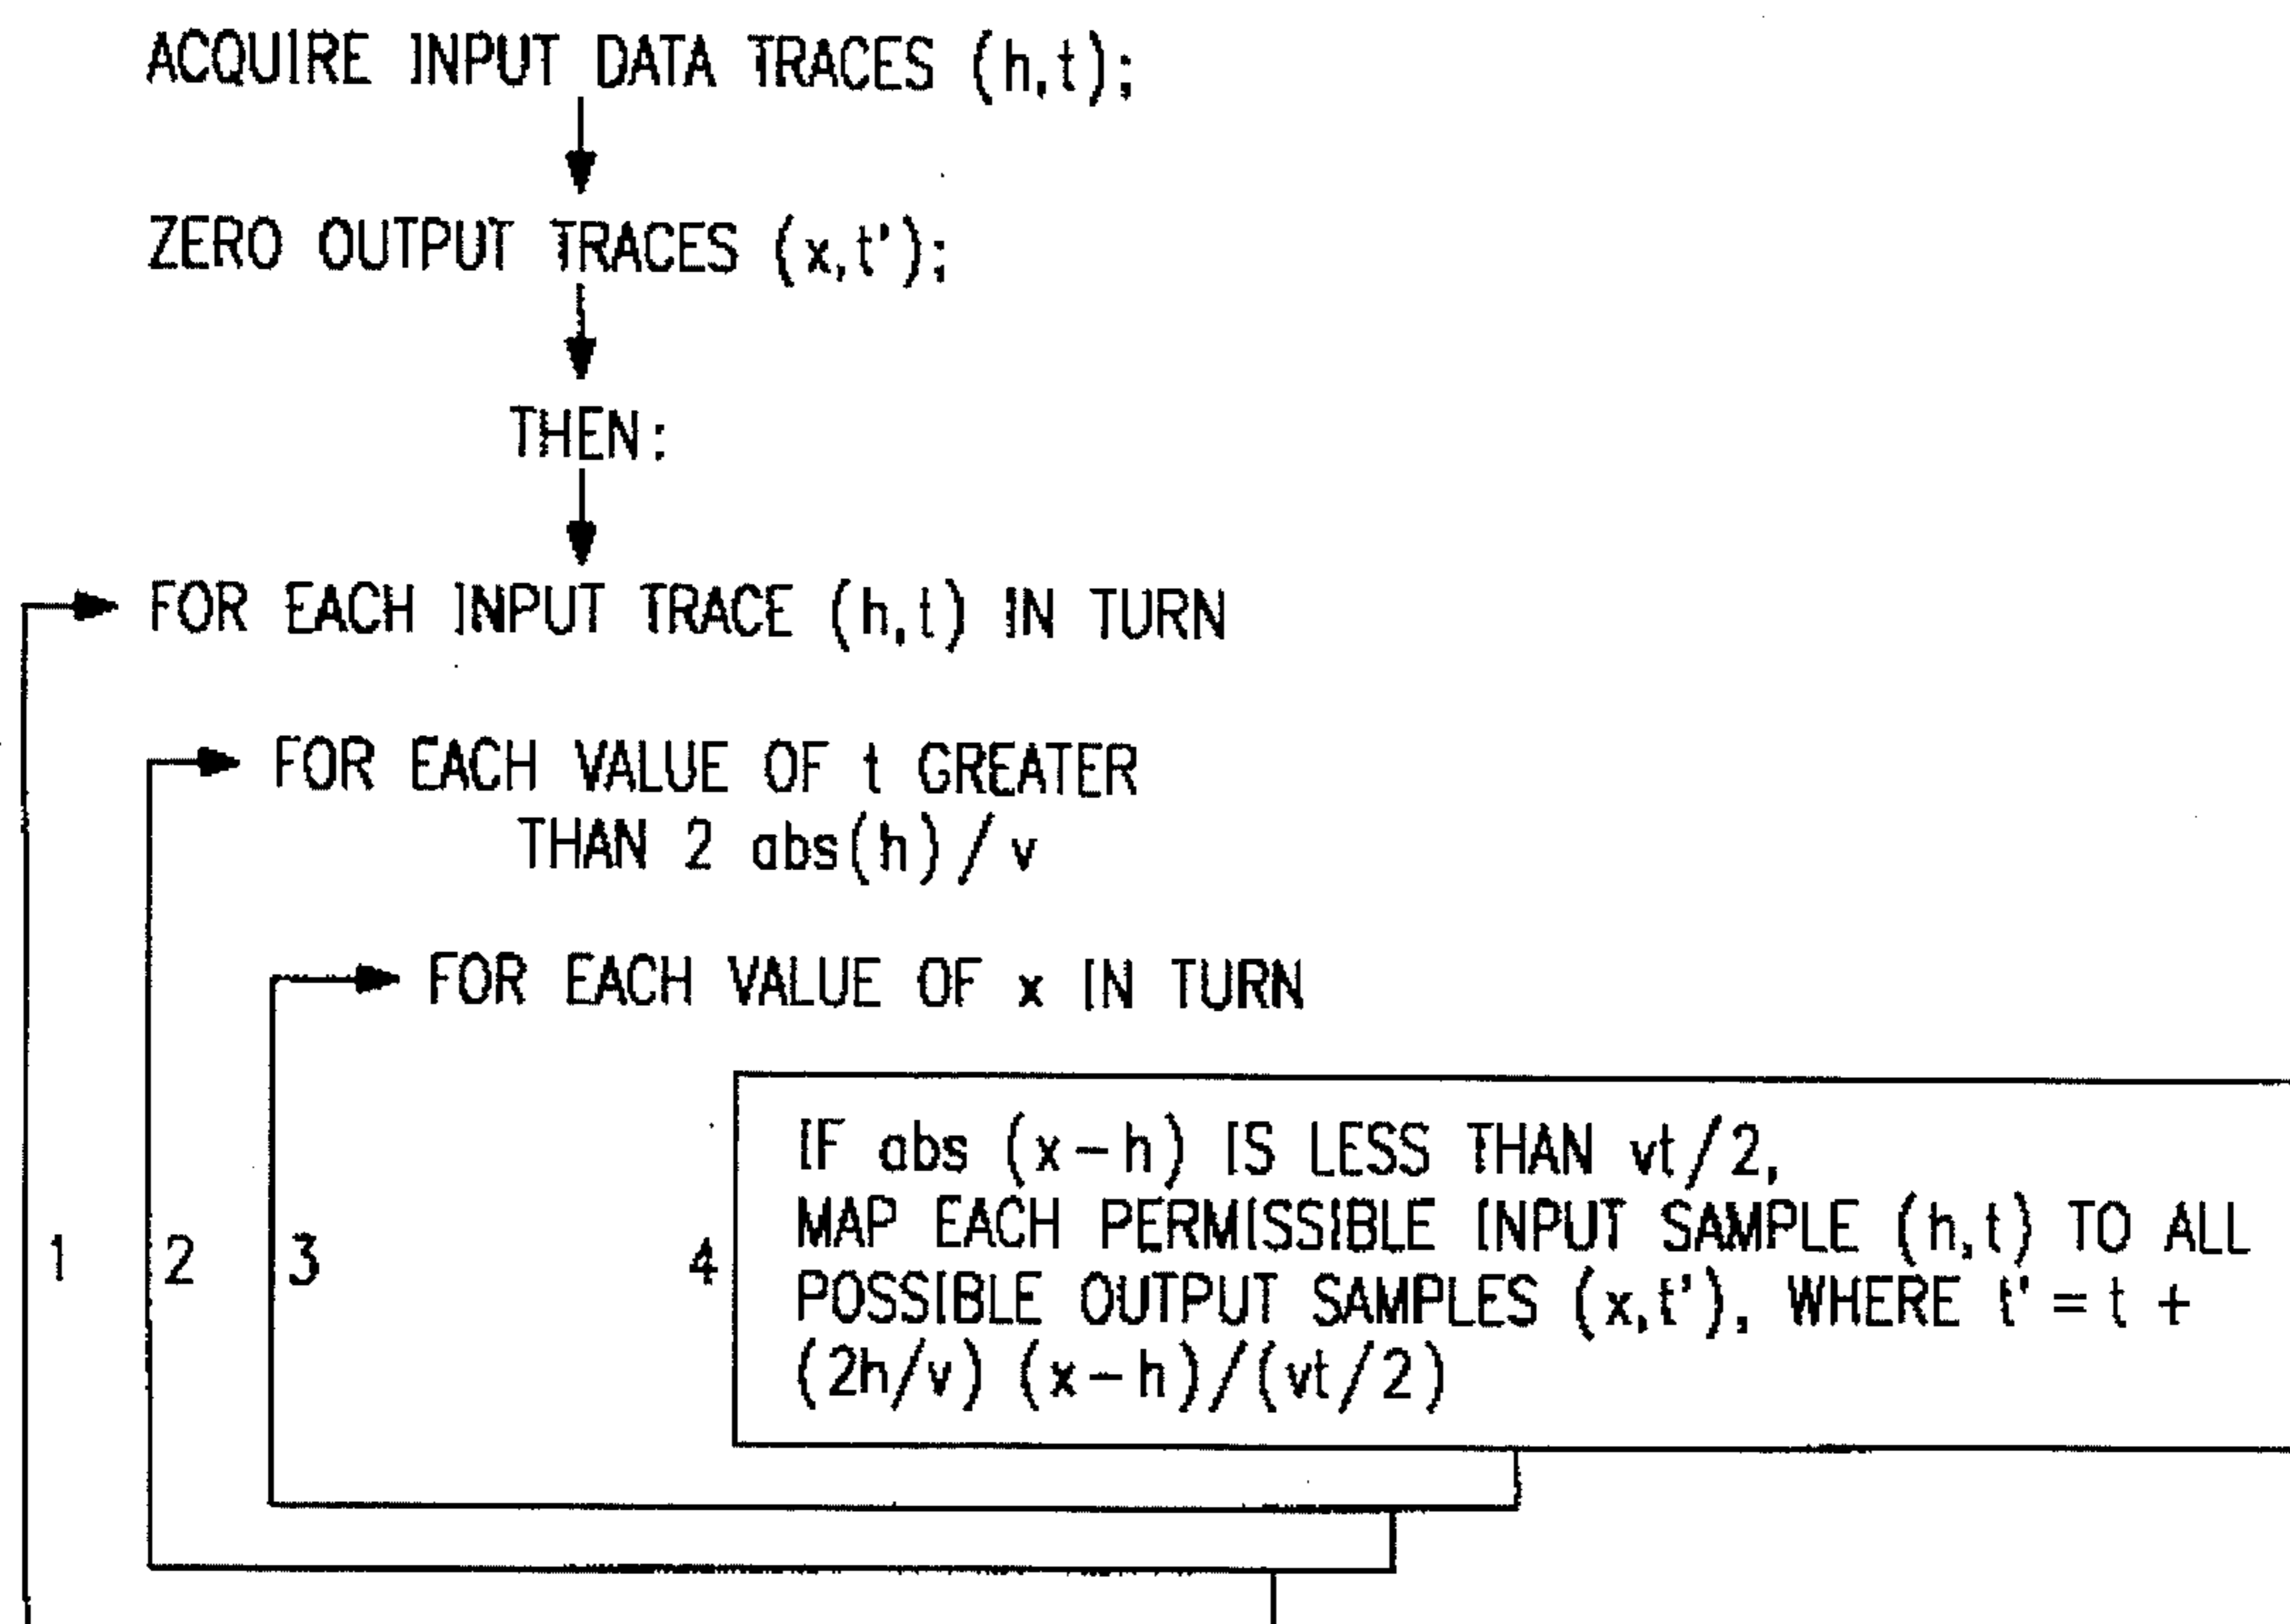 ACQUIRE INPUT DATA TRACES (h,t);
ZERO OUTPUT TRACES (x,t');
THEN:
FOR EACH INPUT TRACE (h,t) IN TURN
FOR EACH VALUE OF t GREATER
THAN 2 abs(h)/v
FOR EACH VALUE OF x IN TURN
IF abs (x-h) IS LESS THAN vt/2,
MAP EACH PERMISSIBLE INPUT SAMPLE (h,t) TO ALL
POSSIBLE OUTPUT SAMPLES (x,t'), WHERE t' = t +
(2h/v) (x-h)/(vt/2)
1 2 3 4